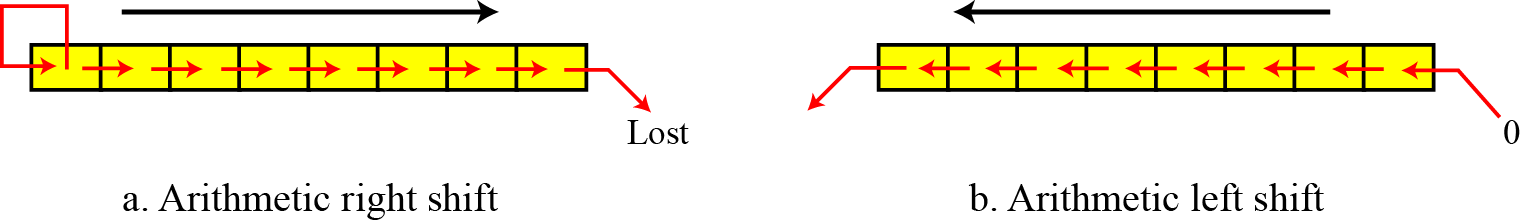 Lost
0
a. Arithmetic right shift
b. Arithmetic left shift